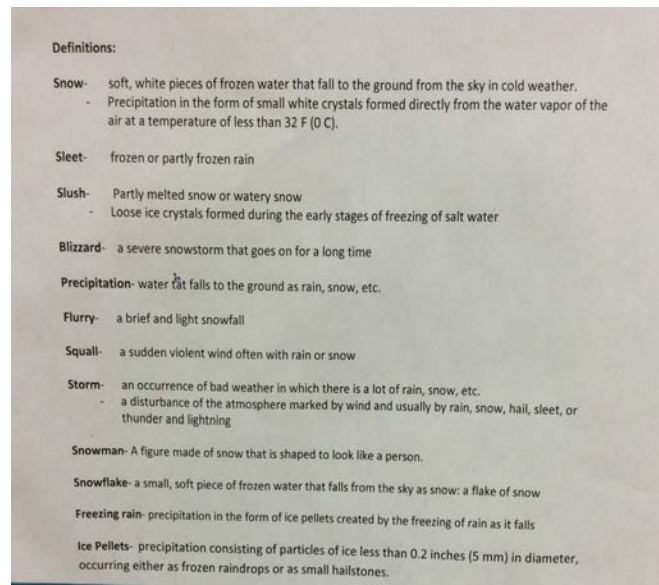 Definitions:
Snow- soft, white pieces of frozen water that fall to the ground from the sky in cold weather.
- Precipitation in the form of small white crystals formed directly from the water vapor of the
air at a temperature of less than 32 F (0 C).
Sleet- frozen or partly frozen rain
Slush- Partly melted snow or watery snow
- Loose ice crystals formed during the early stages of freezing of salt water
Blizzard- a severe snowstorm that goes on for a long time
Precipitation- water that falls to the ground as rain, snow, etc.
Flurry- a brief and light snowfall
Squall- a sudden violent wind often with rain or snow
Storm- an occurrence of bad weather in which there is a lot of rain, snow, etc.
- a disturbance of the atmosphere marked by wind and usually by rain, snow, hail, sleet, or
thunder and lightning
Snowman- A figure made of snow that is shaped to look like a person.
Snowflake- a small, soft piece of frozen water that falls from the sky as snow: a flake of snow
Freezing rain- precipitation in the form of ice pellets created by the freezing of rain as it falls
Ice Pellets- precipitation consisting of particles of ice less than 0.2 inches (5 mm) in diameter,
occurring either as frozen raindrops or as small hailstones.